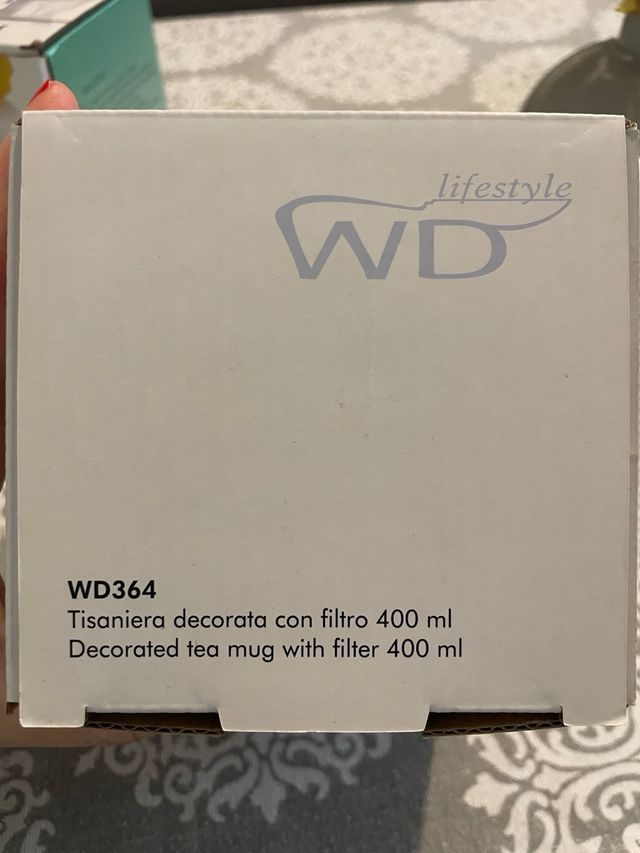 lifestyle
WD
WD364
Tisaniera decorata con filtro 400 ml
Decorated tea mug with filter 400 ml